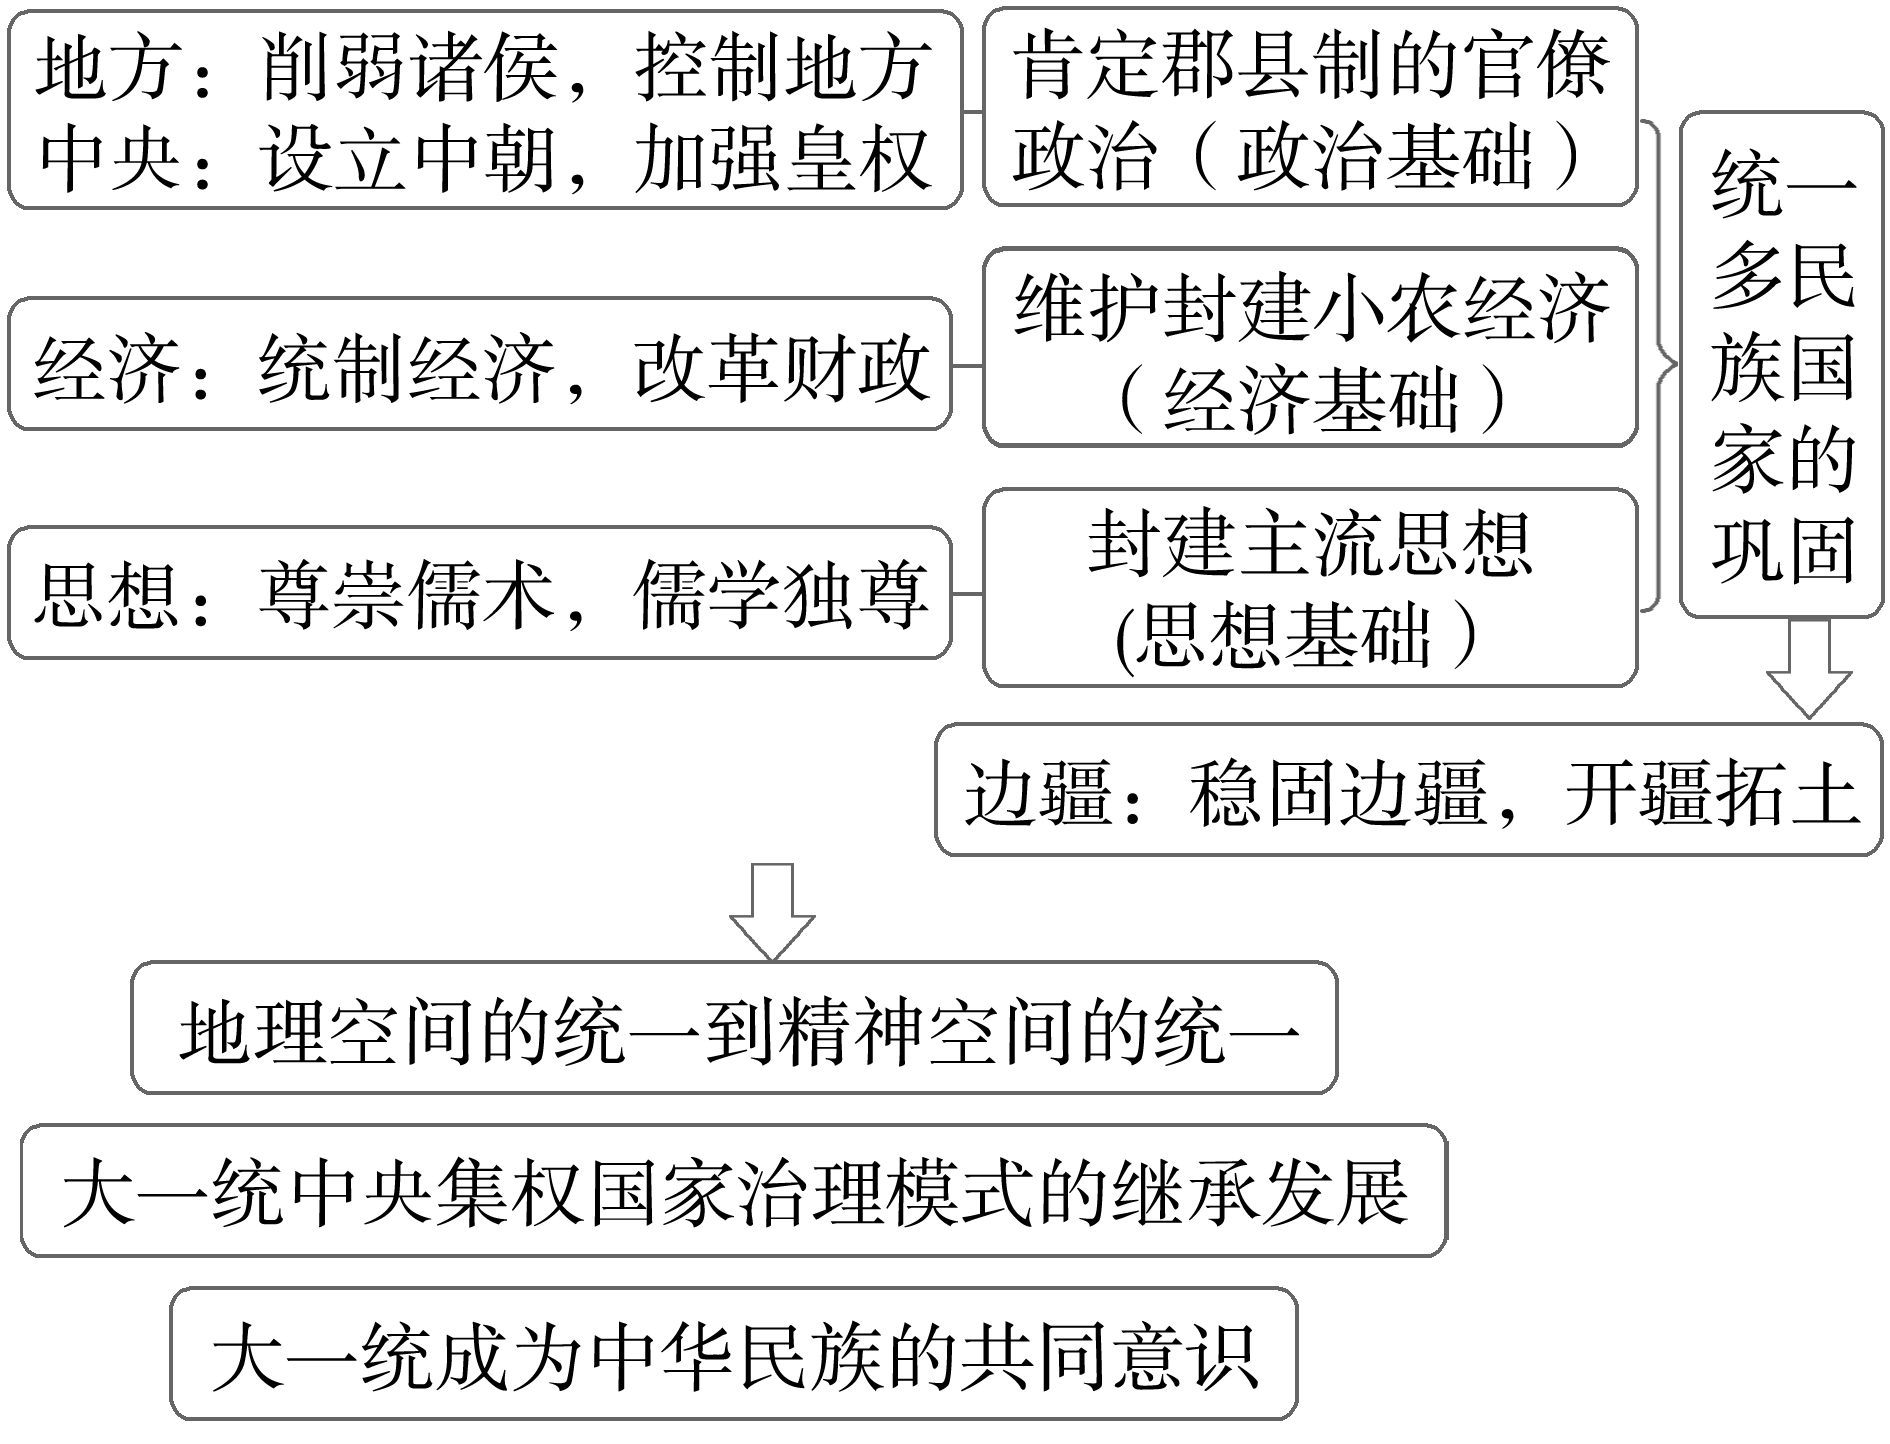 地方：削弱诸侯，控制地方
中央：设立中朝，加强皇权
肯定郡县制的官僚
政治（政治基础）
经济：统制经济，改革财政
维护封建小农经济
（经济基础）
思想：尊崇儒术，儒学独尊
封建主流思想
(思想基础）
统一
多民
族国
家的
巩固
边疆：稳固边疆，开疆拓土
地理空间的统一到精神空间的统一
大一统中央集权国家治理模式的继承发展
大一统成为中华民族的共同意识